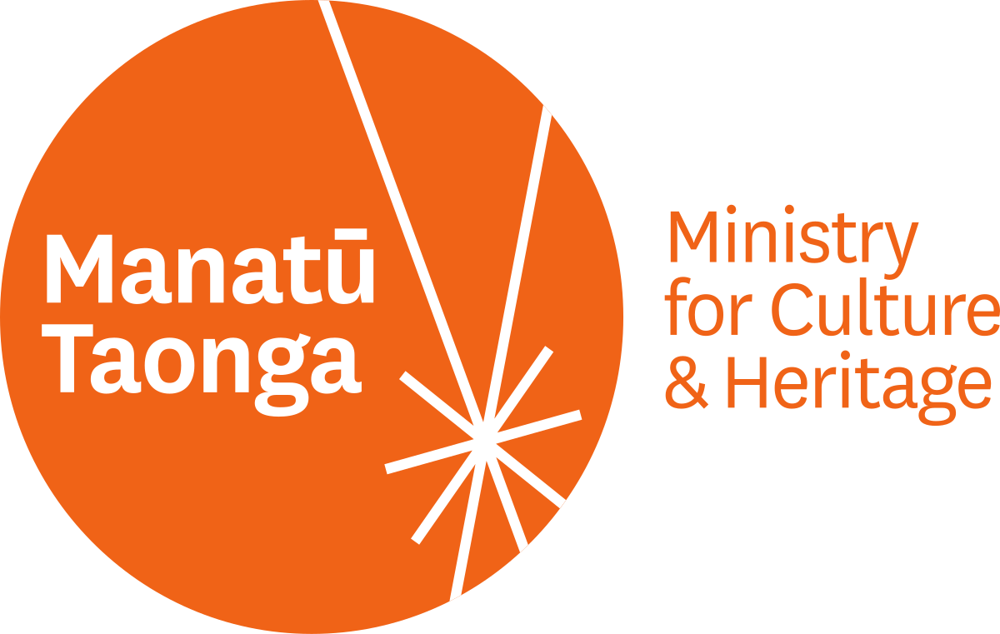 Manatū
Taonga
Ministry
for Culture
& Heritage